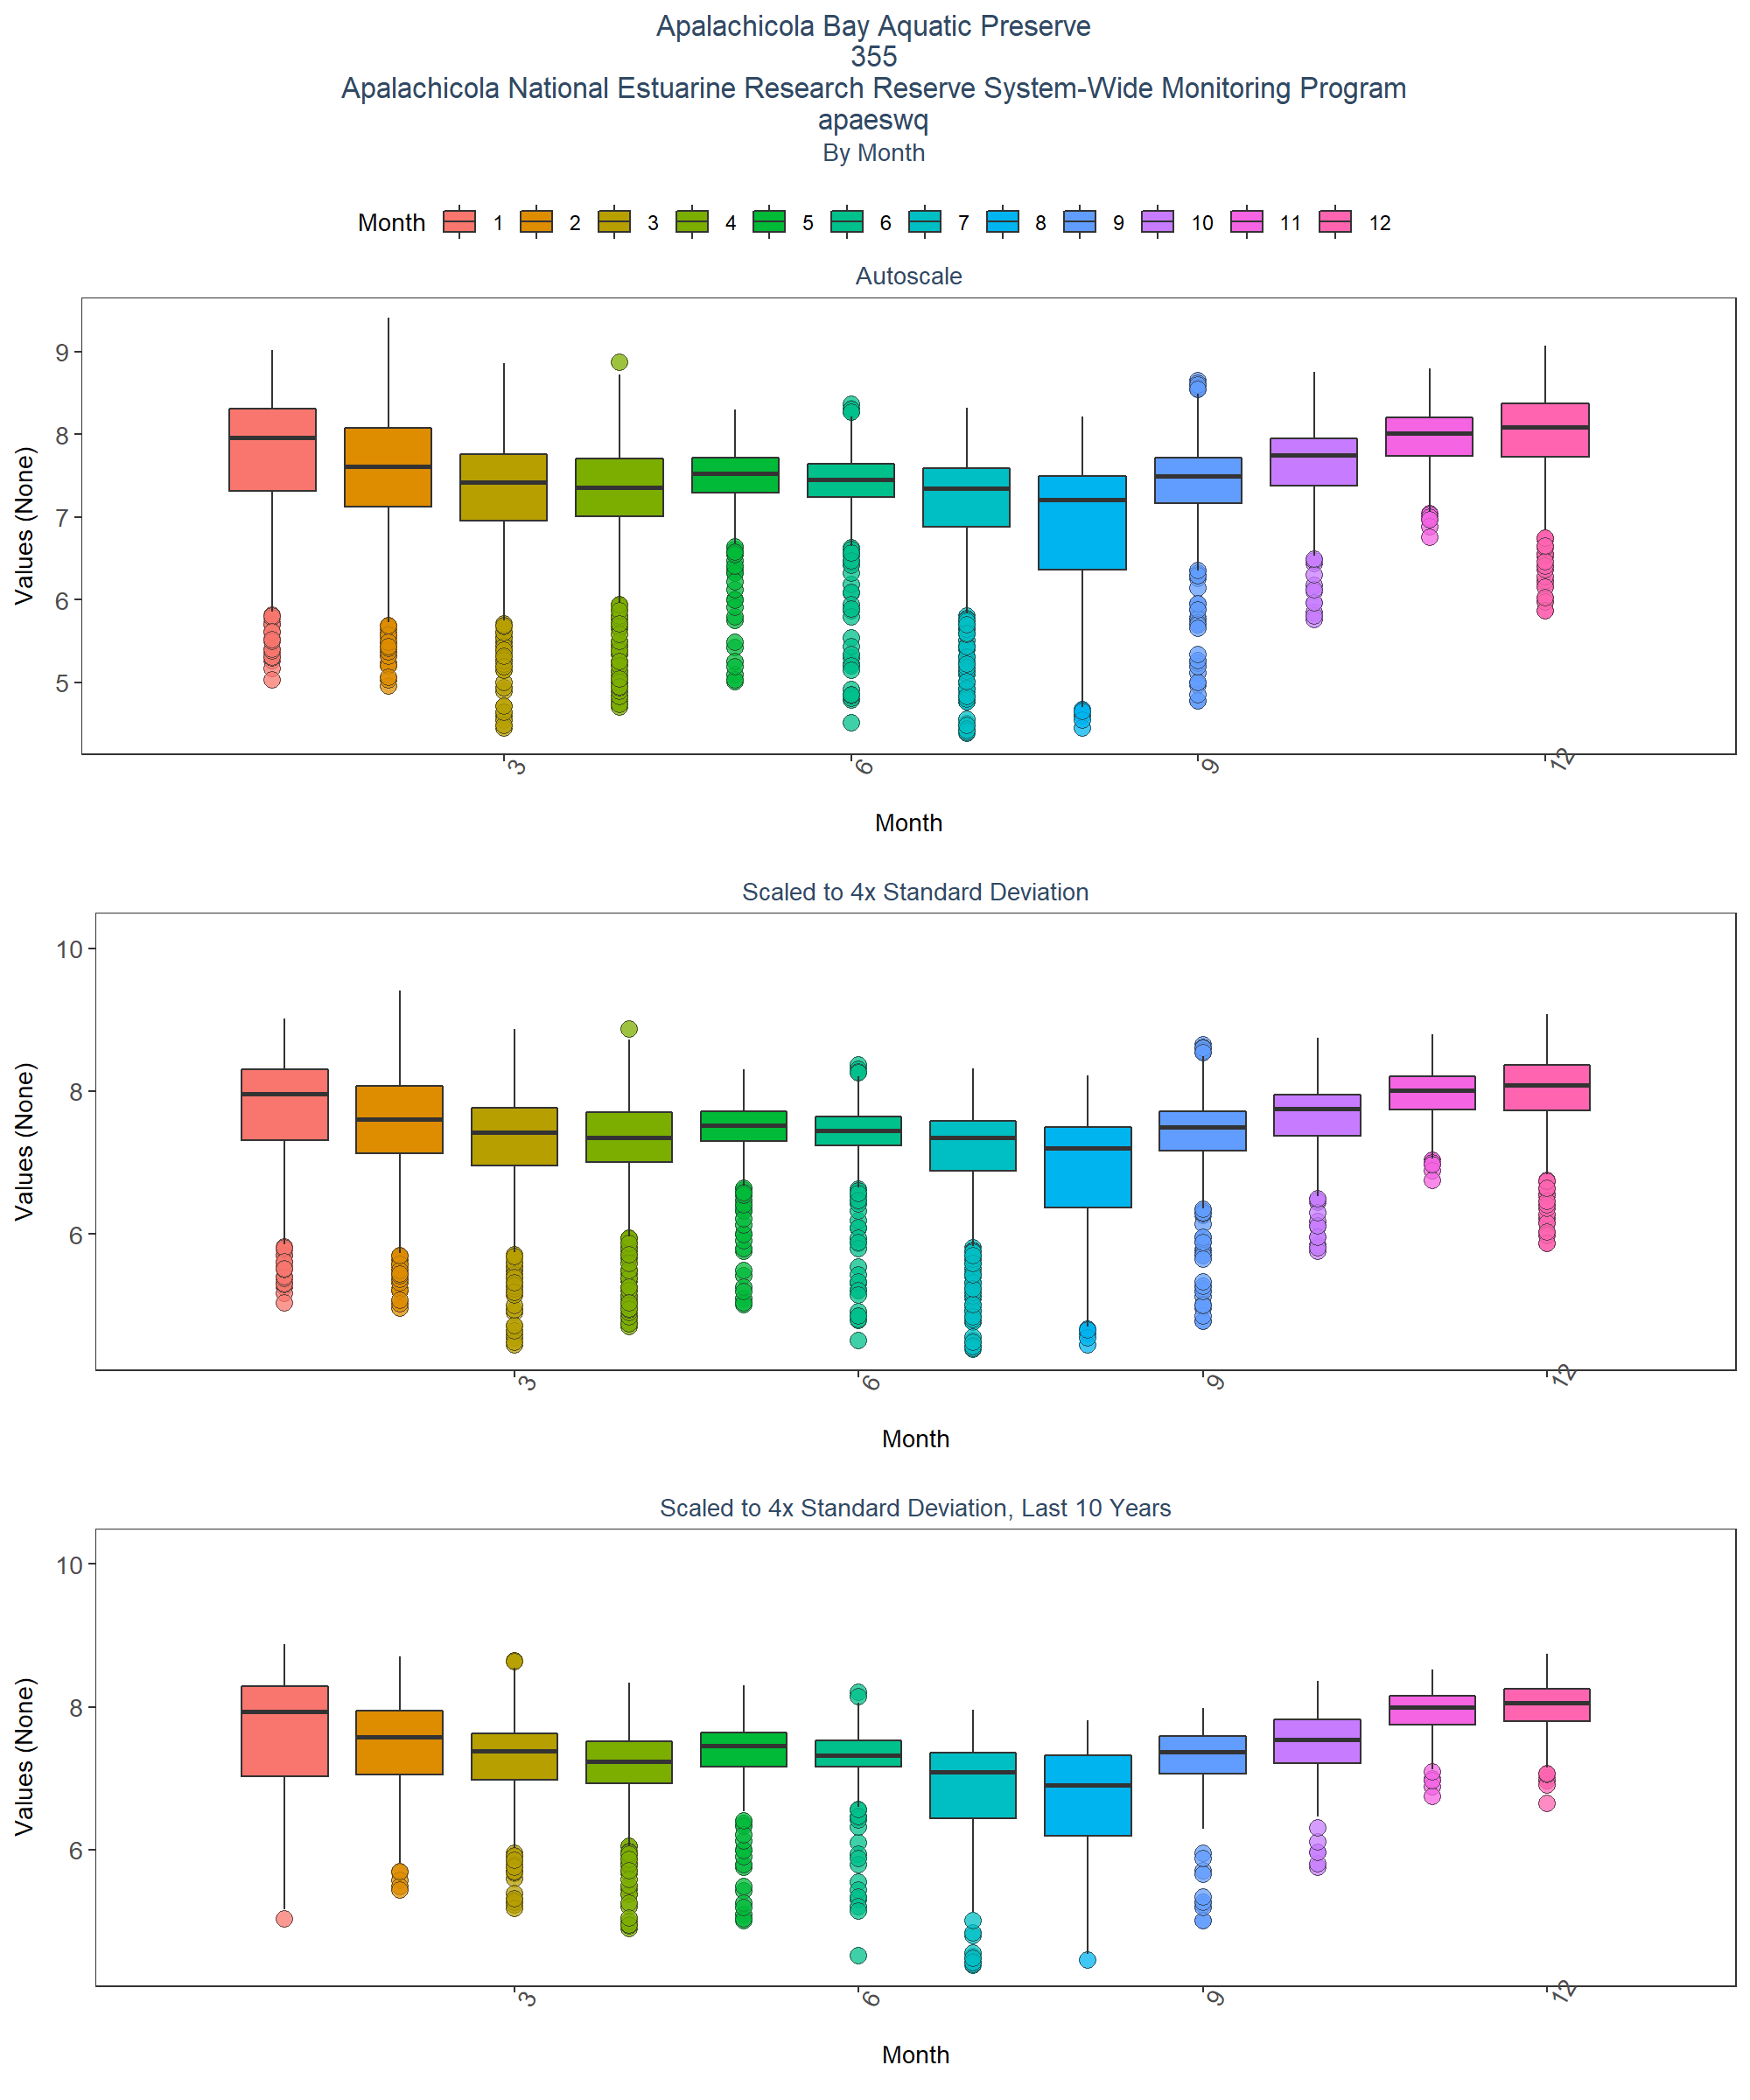 Apalachicola Bay Aquatic Preserve
355
Apalachicola National Estuarine Research Reserve System-Wide Monitoring Program
apaeswq
By Month
Month 1 2 3 4 5 6 7 8 9 10 11 12
Autoscale
Values (None)
9
8
7
6
5
3 6 9 12
Month
Scaled to 4x Standard Deviation
Values (None)
10
8
6
3 6 9 12
Month
Scaled to 4x Standard Deviation, Last 10 Years
Values (None)
10
8
6
3 6 9 12
Month